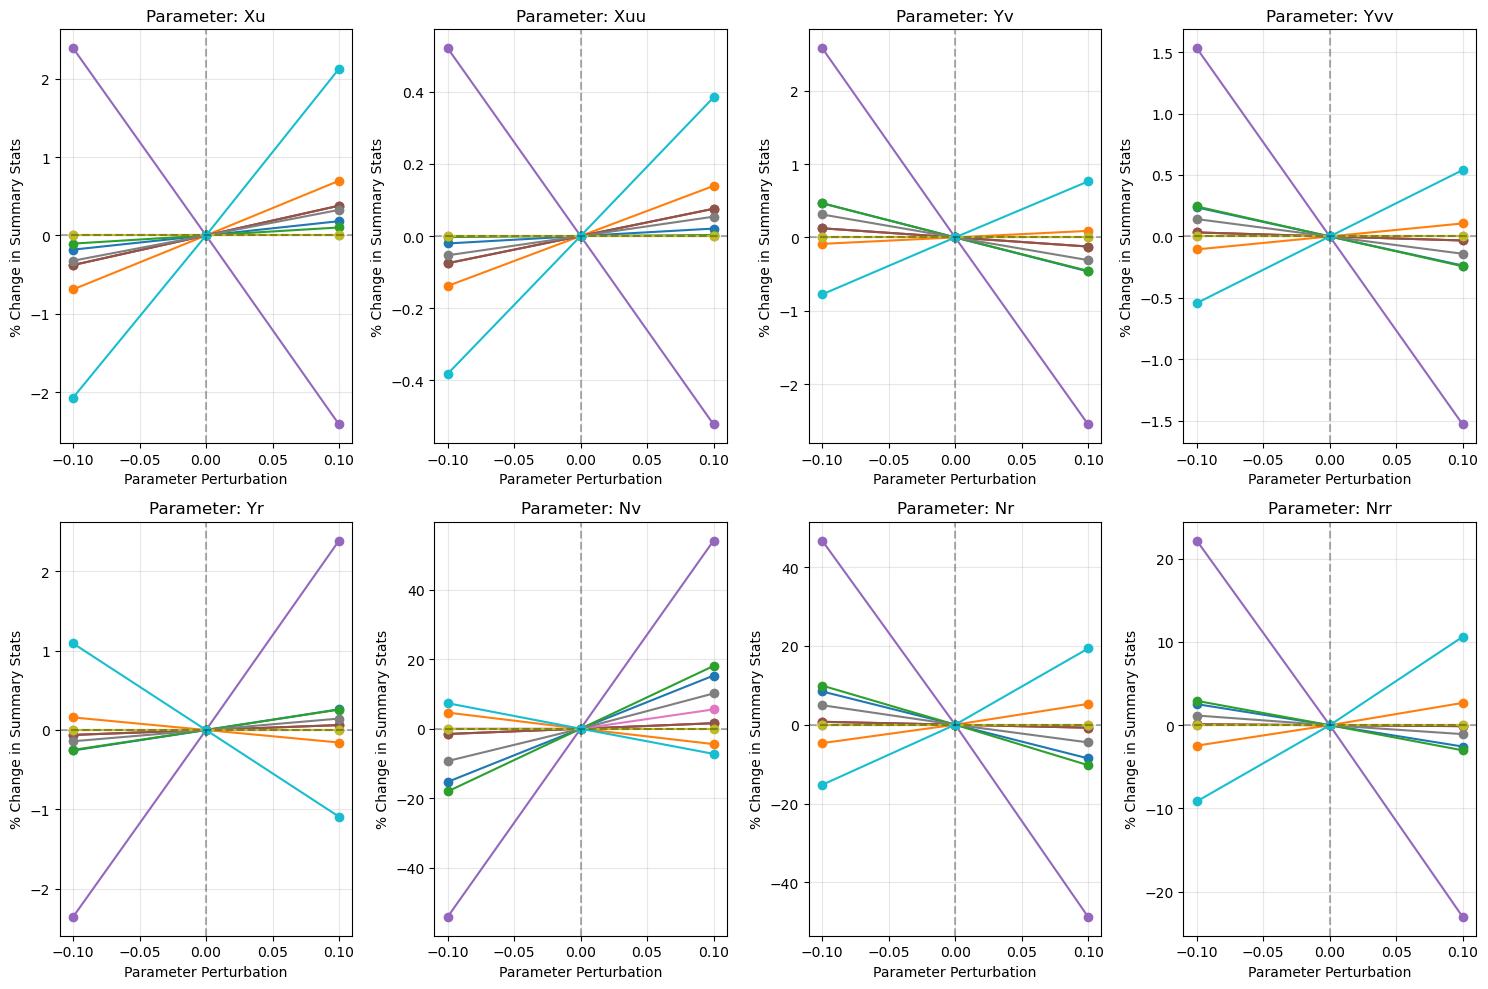 Parameter: Xu
% Change in Summary Stats
2
1
0
−1
−2
−0.10 −0.05 0.00 0.05 0.10
Parameter Perturbation
Parameter: Xuu
% Change in Summary Stats
0.4
0.2
0.0
−0.2
−0.4
−0.10 −0.05 0.00 0.05 0.10
Parameter Perturbation
Parameter: Yv
% Change in Summary Stats
2
1
0
−1
−2
−0.10 −0.05 0.00 0.05 0.10
Parameter Perturbation
Parameter: Yvv
% Change in Summary Stats
1.5
1.0
0.5
0.0
−0.5
−1.0
−1.5
−0.10 −0.05 0.00 0.05 0.10
Parameter Perturbation
Parameter: Yr
% Change in Summary Stats
2
1
0
−1
−2
−0.10 −0.05 0.00 0.05 0.10
Parameter Perturbation
Parameter: Nv
% Change in Summary Stats
40
20
0
−20
−40
−0.10 −0.05 0.00 0.05 0.10
Parameter Perturbation
Parameter: Nr
% Change in Summary Stats
40
20
0
−20
−40
−0.10 −0.05 0.00 0.05 0.10
Parameter Perturbation
Parameter: Nrr
% Change in Summary Stats
20
10
0
−10
−20
−0.10 −0.05 0.00 0.05 0.10
Parameter Perturbation